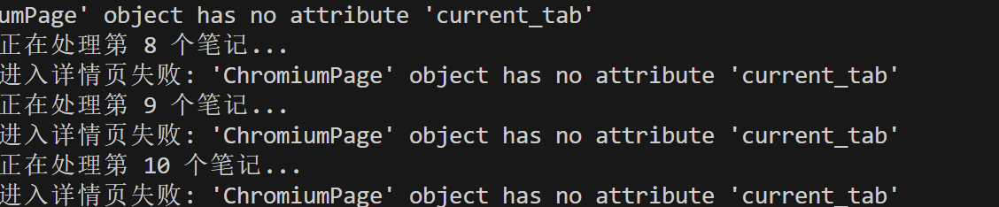 umPage' object has no attribute 'current_tab'
正在处理第 8 个笔记...
进入详情页失败: 'ChromiumPage' object has no attribute 'current_tab'
正在处理第 9 个笔记...
进入详情页失败: 'ChromiumPage' object has no attribute 'current_tab'
正在处理第 10 个笔记...
进入详情页失败: 'ChromiumPage' object has no attribute 'current_tab'